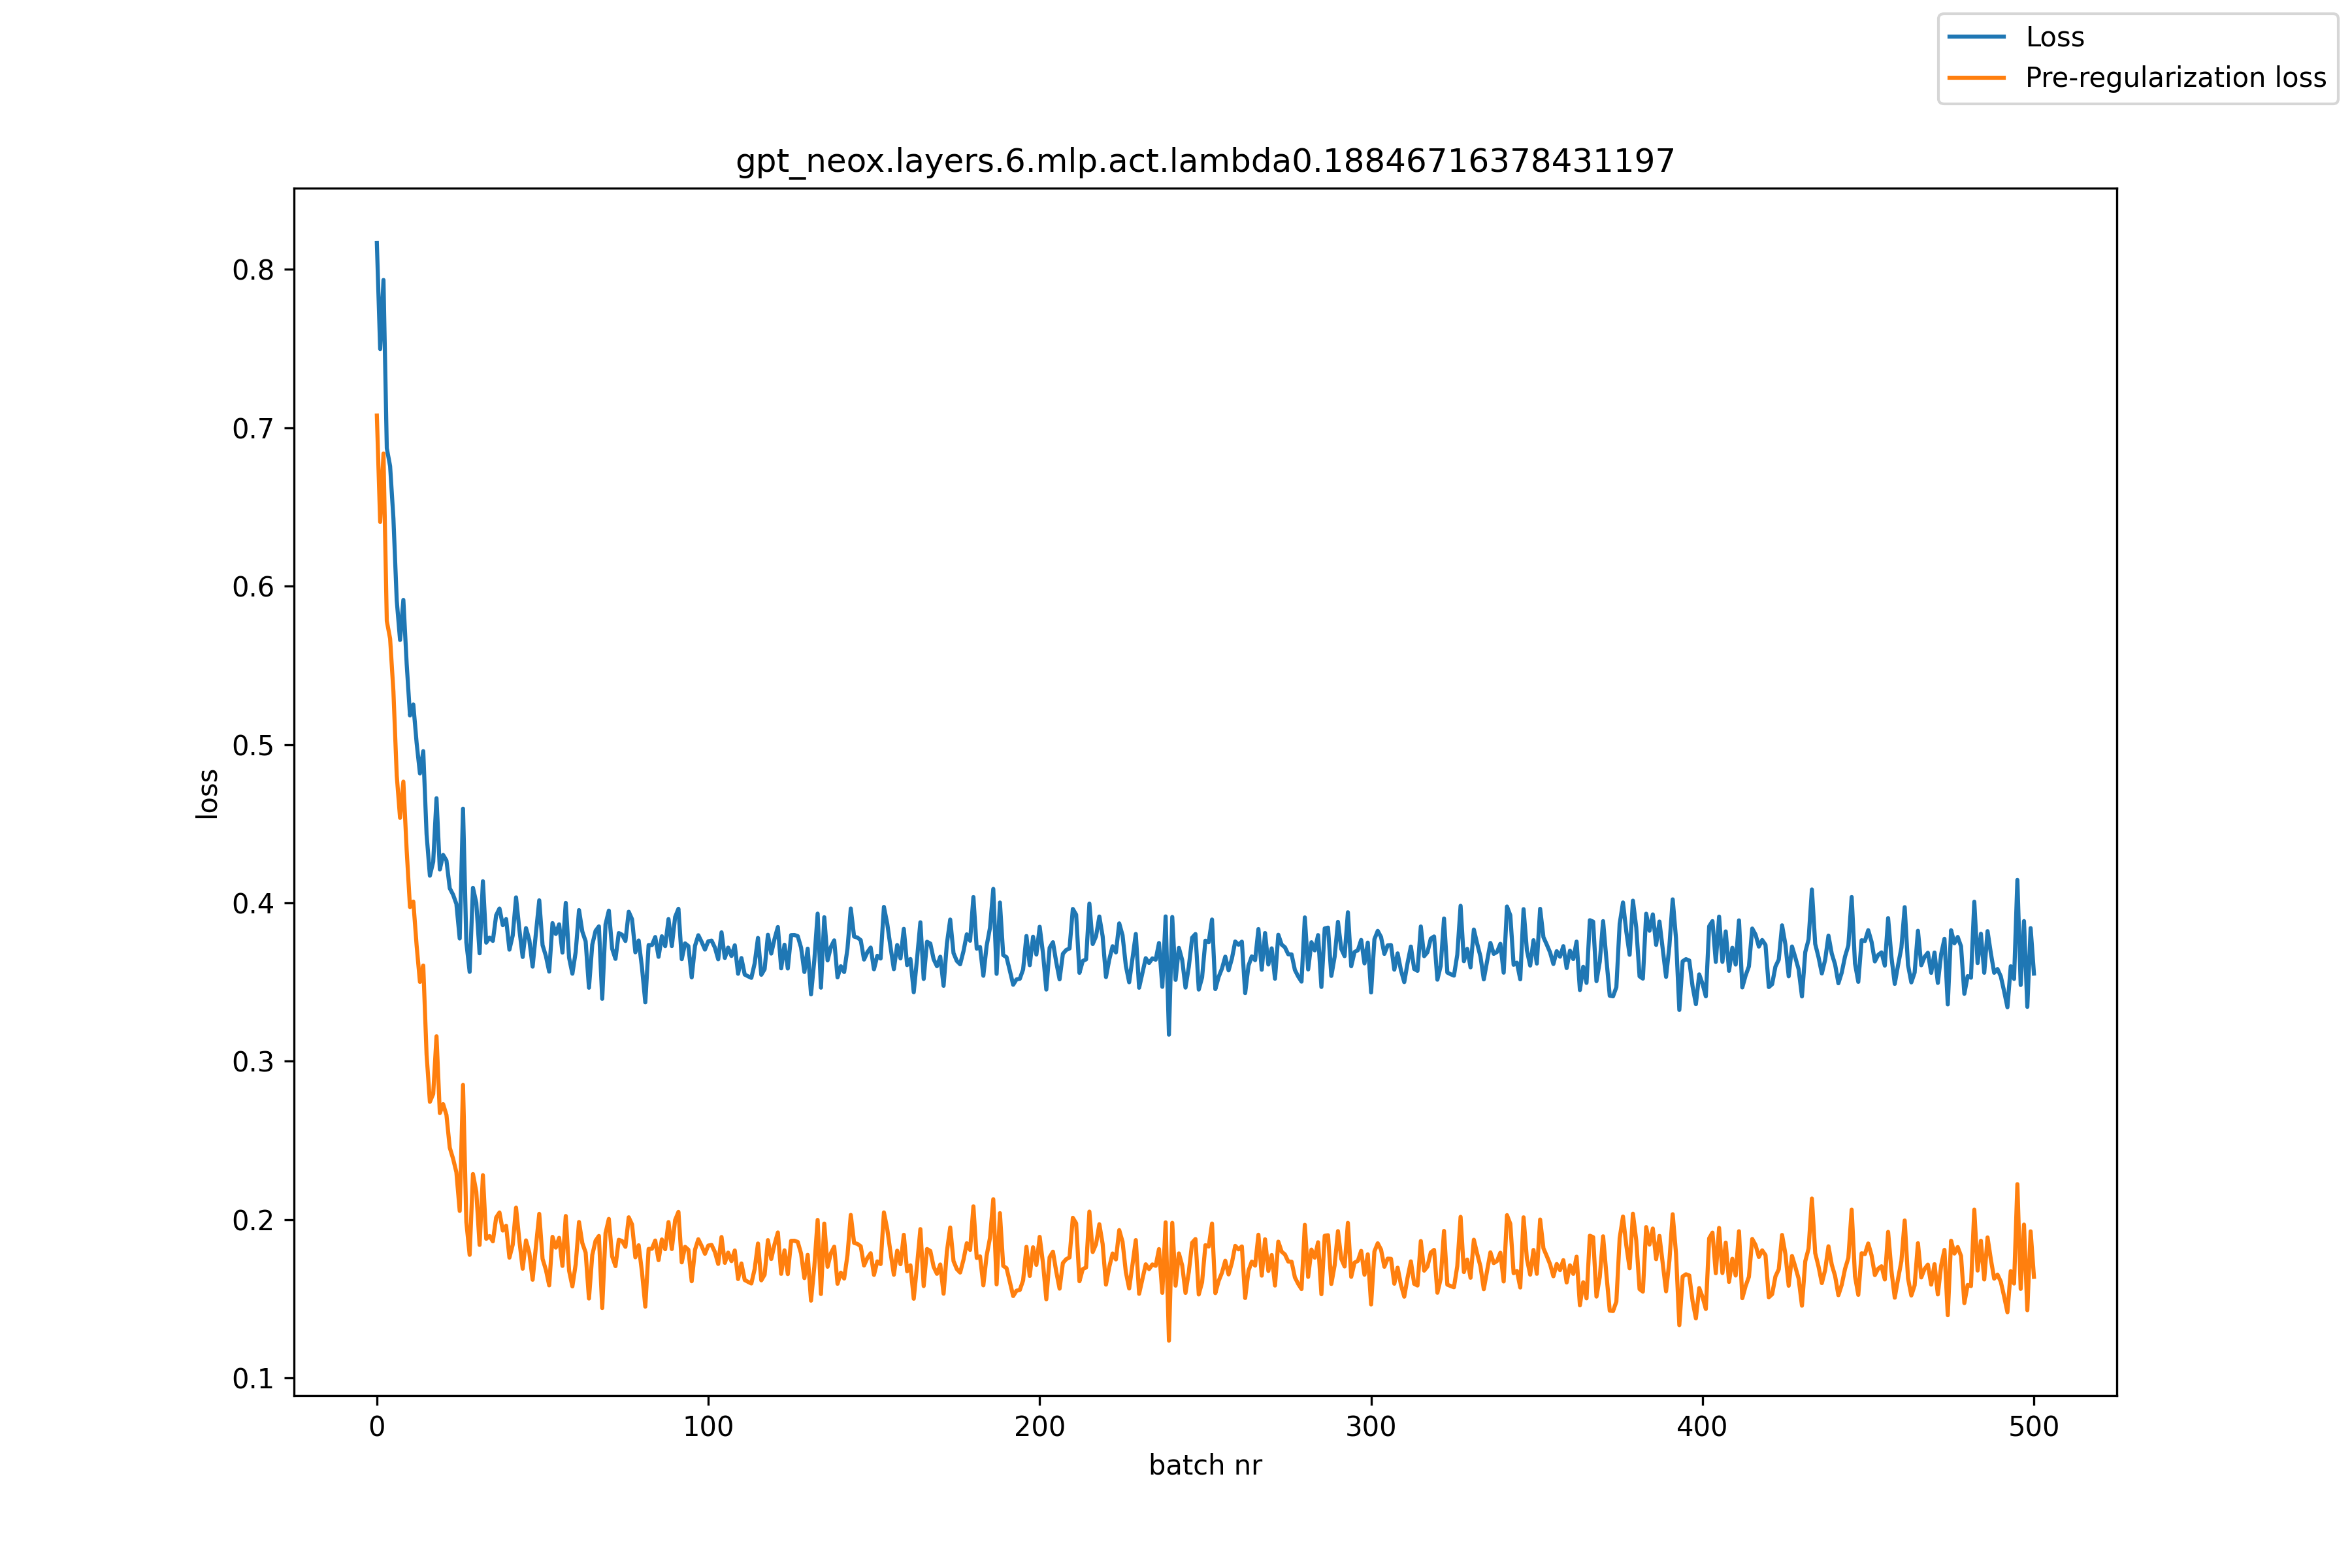 Loss
Pre-regularization loss
gpt_neox.layers.6.mlp.act.lambda0.18846716378431197
0.8
0.7
0.6
0.5
0.4
0.3
0.2
0.1
loss
0 100 200 300 400 500
batch nr